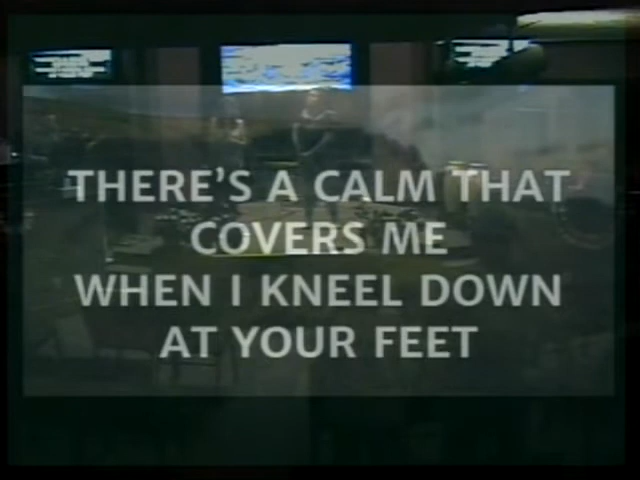 THERE'S A CALM THAT
COVERS ME
WHEN I KNEEL DOWN
AT YOUR FEET